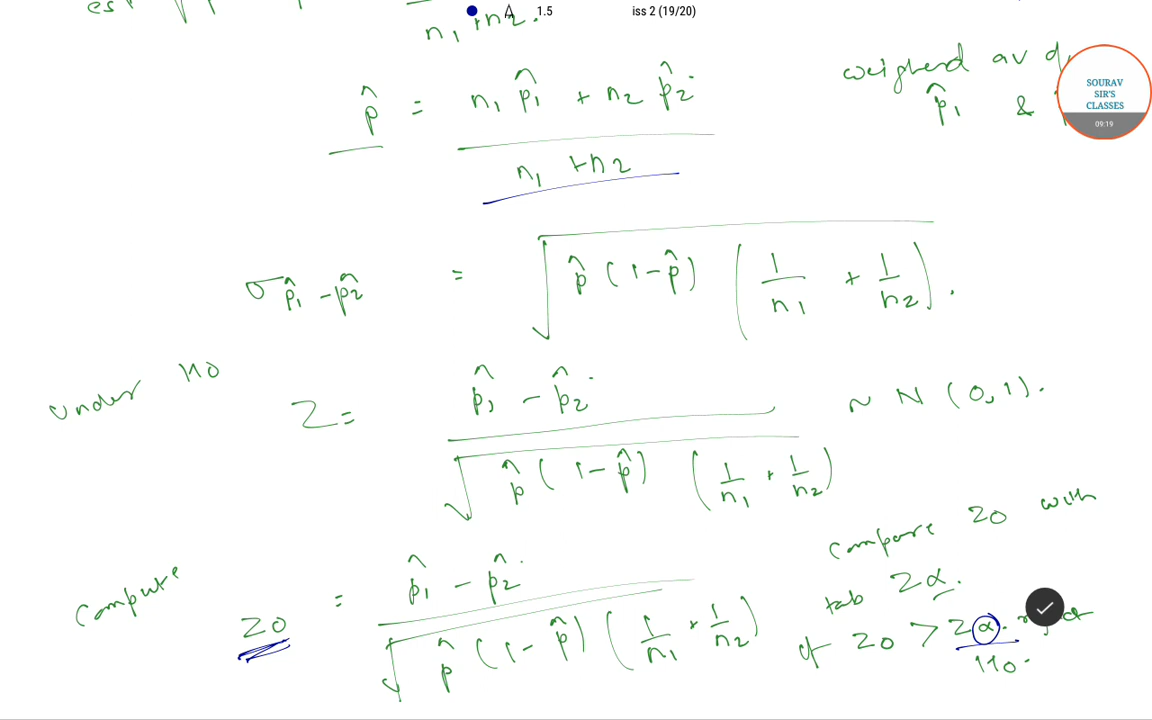 1.5 iss 2 (19/20)
n₁ + n₂.
weighted av of
p̂₁ &
SOURAV SIR'S CLASSES
09:19
p̂ = (n₁ p̂₁ + n₂ p̂₂) / (n₁ + n₂)
σ p̂₁ - p̂₂ = √(p̂ (1 - p̂) (1/n₁ + 1/n₂)).
under H0
Z = (p̂₁ - p̂₂) / √(p̂ (1 - p̂) (1/n₁ + 1/n₂)) ~ N (0, 1).
compute
Z0 = (p̂₁ - p̂₂) / √(p̂ (1 - p̂) (1/n₁ + 1/n₂))
compare Z0 with
tab Zα.
if Z0 > Zα.
H0.